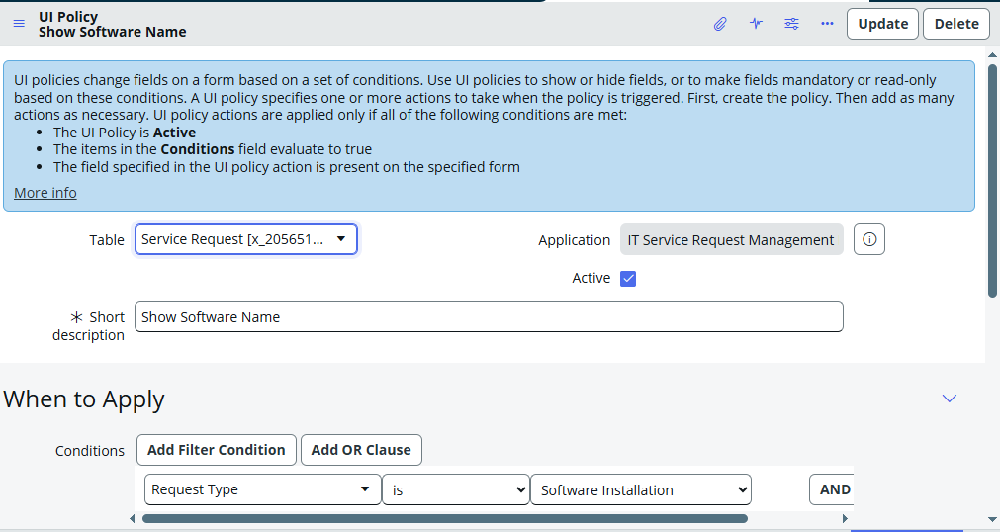 UI Policy
Show Software Name
Update
Delete
UI policies change fields on a form based on a set of conditions. Use UI policies to show or hide fields, or to make fields mandatory or read-only
based on these conditions. A UI policy specifies one or more actions to take when the policy is triggered. First, create the policy. Then add as many
actions as necessary. UI policy actions are applied only if all of the following conditions are met:
• The UI Policy is Active
• The items in the Conditions field evaluate to true
• The field specified in the UI policy action is present on the specified form
More info
Table
Service Request [x_205651...
Application
IT Service Request Management
Active
* Short
description
Show Software Name
When to Apply
Conditions
Add Filter Condition
Add OR Clause
Request Type
is
Software Installation
AND